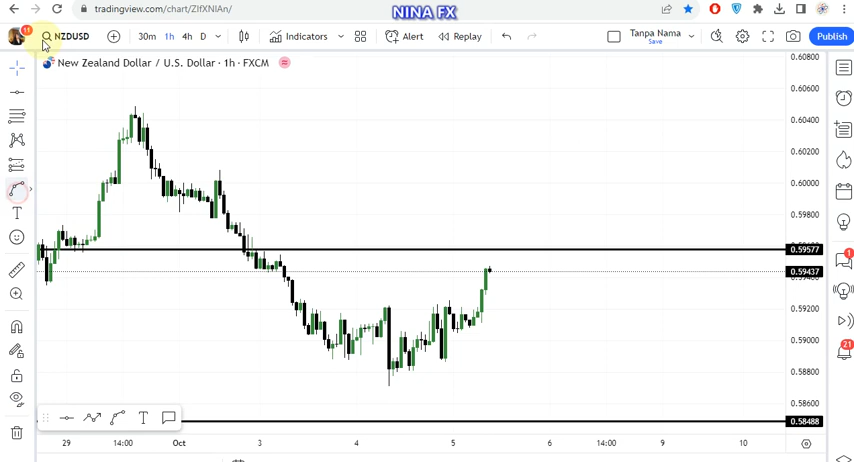 NINA FX
tradingview.com/chart/ZIfXNIAn/
11
NZDUSD
30m 1h 4h D
Indicators
Alert
Replay
Tanpa Nama
Save
Publish
New Zealand Dollar / U.S. Dollar · 1h · FXCM
0.60800
0.60600
0.60400
0.60200
0.60000
0.59800
0.59577
0.59437
0.59200
0.59000
0.58800
0.58600
0.58488
T
T
1
21
29 14:00 Oct 3 4 5 6 14:00 9 10